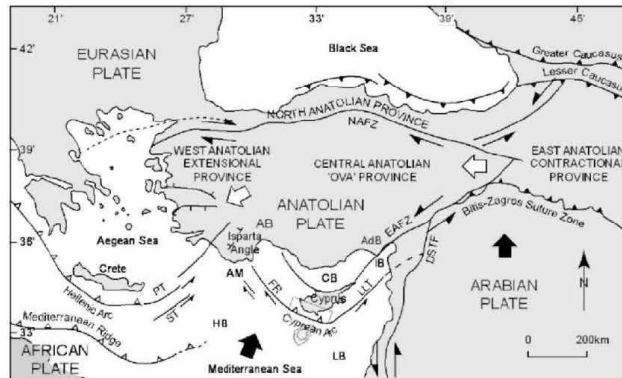 21°
27°
33°
39°
45°
42'
39'
36'
33'
EURASIAN
PLATE
Black Sea
Greater Caucasus
Lesser Caucasus
NORTH ANATOLIAN PROVINCE
NAFZ
WEST ANATOLIAN
EXTENSIONAL
PROVINCE
CENTRAL ANATOLIAN
'OVA' PROVINCE
EAST ANATOLIAN
CONTRACTIONAL
PROVINCE
ANATOLIAN
PLATE
Bitlis-Zagros Suture Zone
EAFZ
DSTF
AB
AdB
Isparta
Angle
Aegean Sea
AM
CB
IB
Crete
PT
ST
FR
Cyprus
LLT
Cyprean Arc
Hellenic Arc
Mediterranean Ridge
HB
LB
ARABIAN
PLATE
N
AFRICAN
PLATE
Mediterranean Sea
0
200km